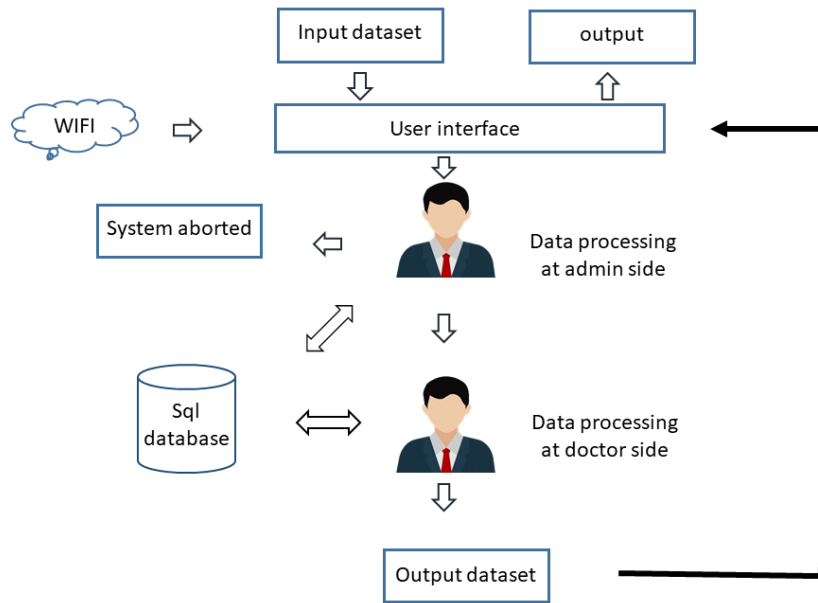 Input dataset
output
WIFI
User interface
System aborted
Data processing
at admin side
Sql
database
Data processing
at doctor side
Output dataset